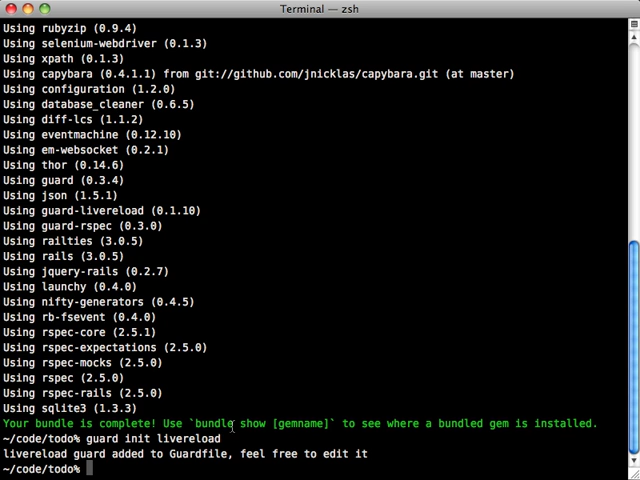 Terminal — zsh
Using rubyzip (0.9.4)
Using selenium-webdriver (0.1.3)
Using xpath (0.1.3)
Using capybara (0.4.1.1) from git://github.com/jnicklas/capybara.git (at master)
Using configuration (1.2.0)
Using database_cleaner (0.6.5)
Using diff-lcs (1.1.2)
Using eventmachine (0.12.10)
Using em-websocket (0.2.1)
Using thor (0.14.6)
Using guard (0.3.4)
Using json (1.5.1)
Using guard-livereload (0.1.10)
Using guard-rspec (0.3.0)
Using railties (3.0.5)
Using rails (3.0.5)
Using jquery-rails (0.2.7)
Using launchy (0.4.0)
Using nifty-generators (0.4.5)
Using rb-fsevent (0.4.0)
Using rspec-core (2.5.1)
Using rspec-expectations (2.5.0)
Using rspec-mocks (2.5.0)
Using rspec (2.5.0)
Using rspec-rails (2.5.0)
Using sqlite3 (1.3.3)
Your bundle is complete! Use `bundle show [gemname]` to see where a bundled gem is installed.
~/code/todo% guard init livereload
livereload guard added to Guardfile, feel free to edit it
~/code/todo%